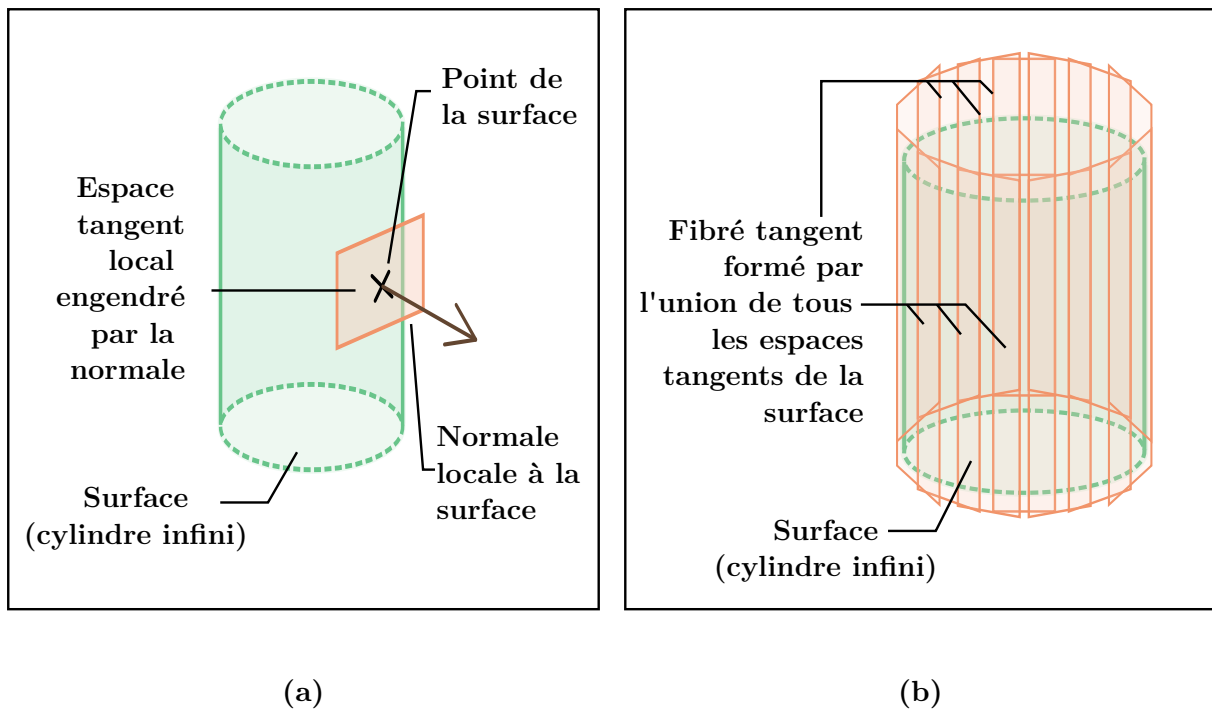 Point de
la surface
Espace
tangent
local
engendré
par la
normale
Normale
locale à la
surface
Surface
(cylindre infini)
(a)
Fibré tangent
formé par
l'union de tous
les espaces
tangents de la
surface
Surface
(cylindre infini)
(b)